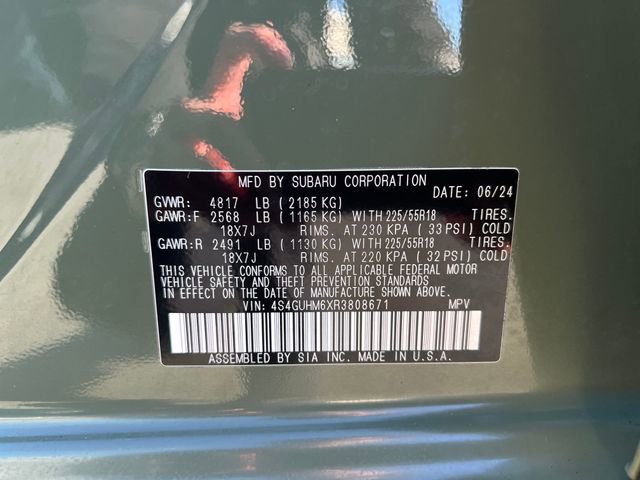 MFD BY SUBARU CORPORATION
DATE: 06/24
GVWR: 4817 LB (2185 KG)
GAWR:F 2568 LB (1165 KG) WITH 225/55R18 TIRES.
18X7J RIMS. AT 230 KPA (33 PSI) COLD
GAWR:R 2491 LB (1130 KG) WITH 225/55R18 TIRES.
18X7J RIMS. AT 220 KPA (32 PSI) COLD
THIS VEHICLE CONFORMS TO ALL APPLICABLE FEDERAL MOTOR
VEHICLE SAFETY AND THEFT PREVENTION STANDARDS
IN EFFECT ON THE DATE OF MANUFACTURE SHOWN ABOVE.
VIN: 4S4GUHM6XR3808671 MPV
ASSEMBLED BY SIA INC. MADE IN U.S.A.